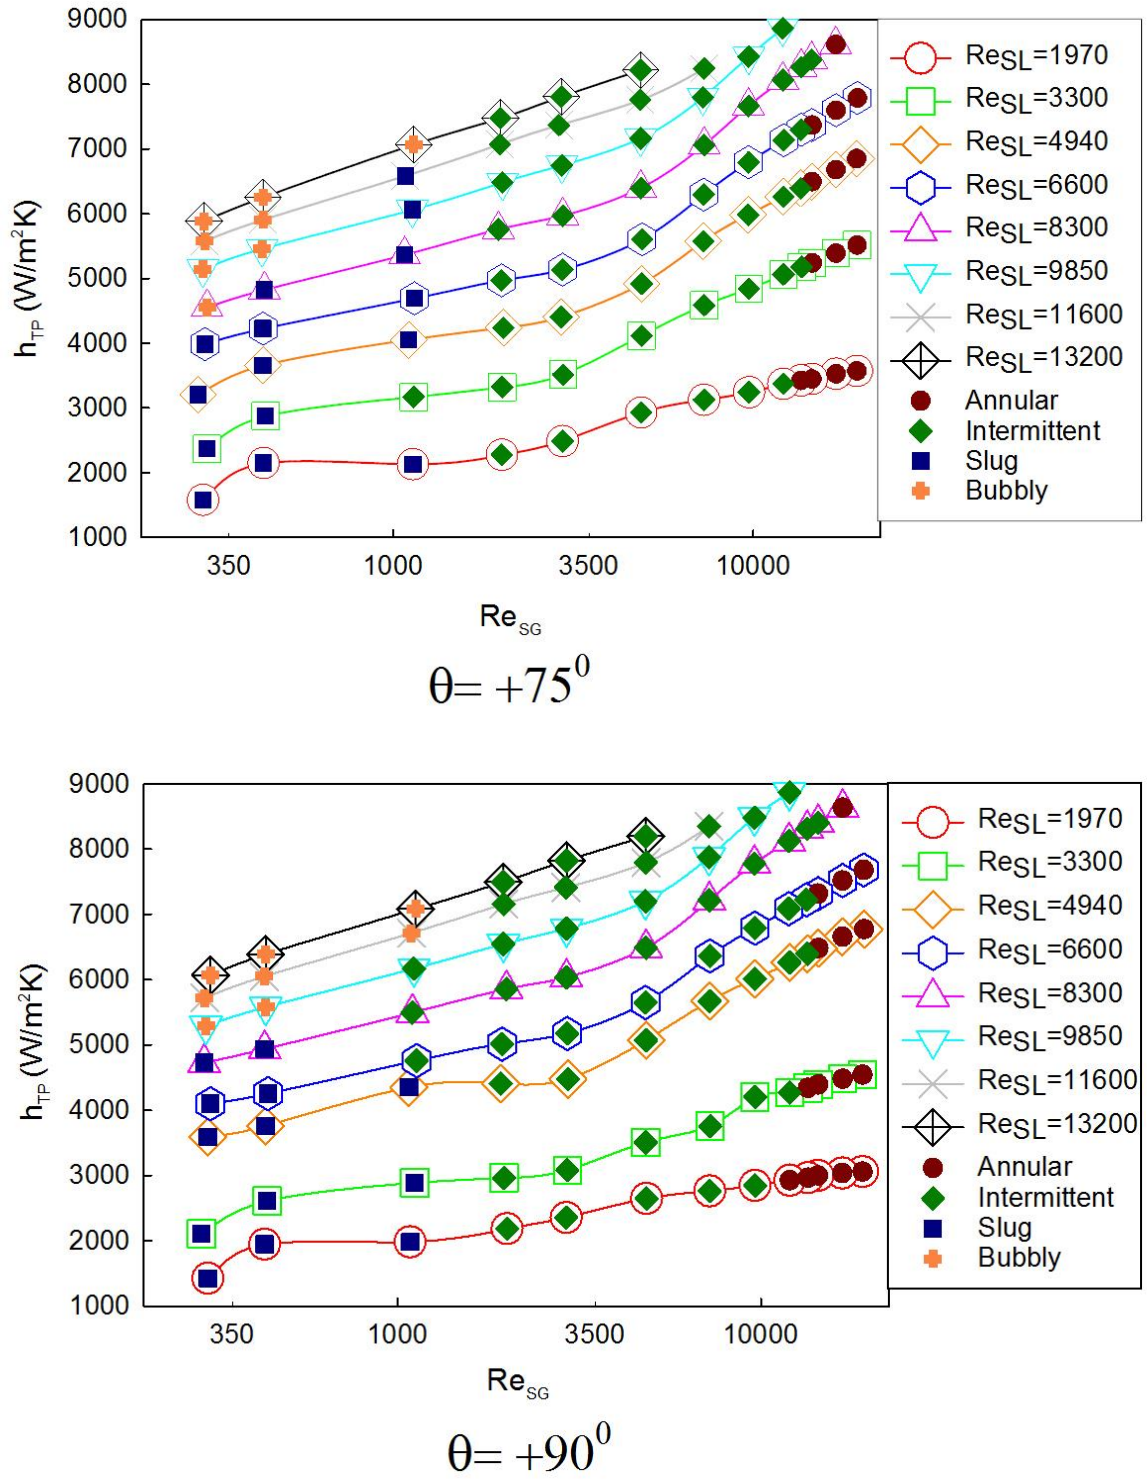 9000
8000
7000
6000
5000
4000
3000
2000
1000
h_TP (W/m²K)
350 1000 3500 10000
Re_SG
θ= +75⁰
Re_SL=1970
Re_SL=3300
Re_SL=4940
Re_SL=6600
Re_SL=8300
Re_SL=9850
Re_SL=11600
Re_SL=13200
Annular
Intermittent
Slug
Bubbly
9000
8000
7000
6000
5000
4000
3000
2000
1000
h_TP (W/m²K)
350 1000 3500 10000
Re_SG
θ= +90⁰
Re_SL=1970
Re_SL=3300
Re_SL=4940
Re_SL=6600
Re_SL=8300
Re_SL=9850
Re_SL=11600
Re_SL=13200
Annular
Intermittent
Slug
Bubbly